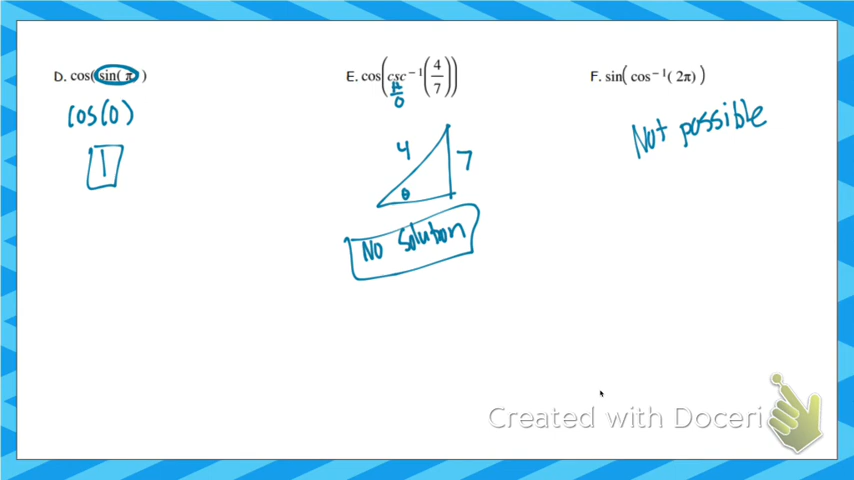 D. cos( sin( π ) )
cos(0)
1
E. cos(csc⁻¹(4/7))
H/O
4
7
θ
No solution
F. sin( cos⁻¹( 2π) )
Not possible
Created with Doceri